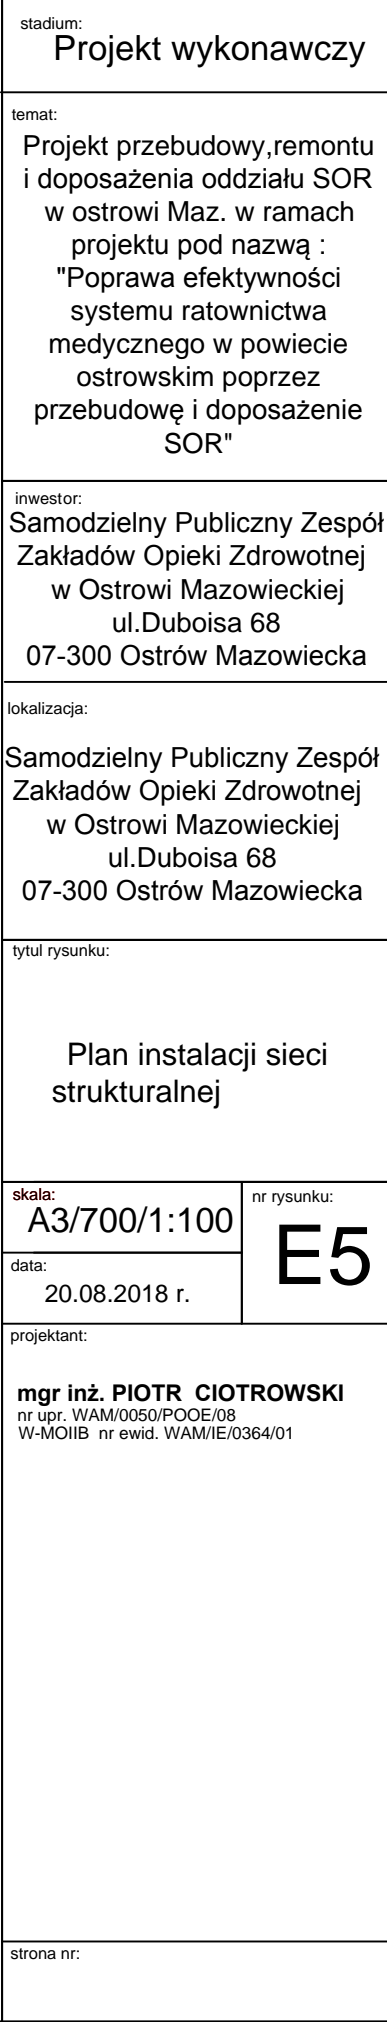 stadium:
Projekt wykonawczy
temat:
Projekt przebudowy,remontu
i doposażenia oddziału SOR
w ostrowi Maz. w ramach
projektu pod nazwą :
"Poprawa efektywności
systemu ratownictwa
medycznego w powiecie
ostrowskim poprzez
przebudowę i doposażenie
SOR"
inwestor:
Samodzielny Publiczny Zespół
Zakładów Opieki Zdrowotnej
w Ostrowi Mazowieckiej
ul.Duboisa 68
07-300 Ostrów Mazowiecka
lokalizacja:
Samodzielny Publiczny Zespół
Zakładów Opieki Zdrowotnej
w Ostrowi Mazowieckiej
ul.Duboisa 68
07-300 Ostrów Mazowiecka
tytul rysunku:
Plan instalacji sieci
strukturalnej
skala:
A3/700/1:100
nr rysunku:
E5
data:
20.08.2018 r.
projektant:
mgr inż. PIOTR CIOTROWSKI
nr upr. WAM/0050/POOE/08
W-MOIIB nr ewid. WAM/IE/0364/01
strona nr: